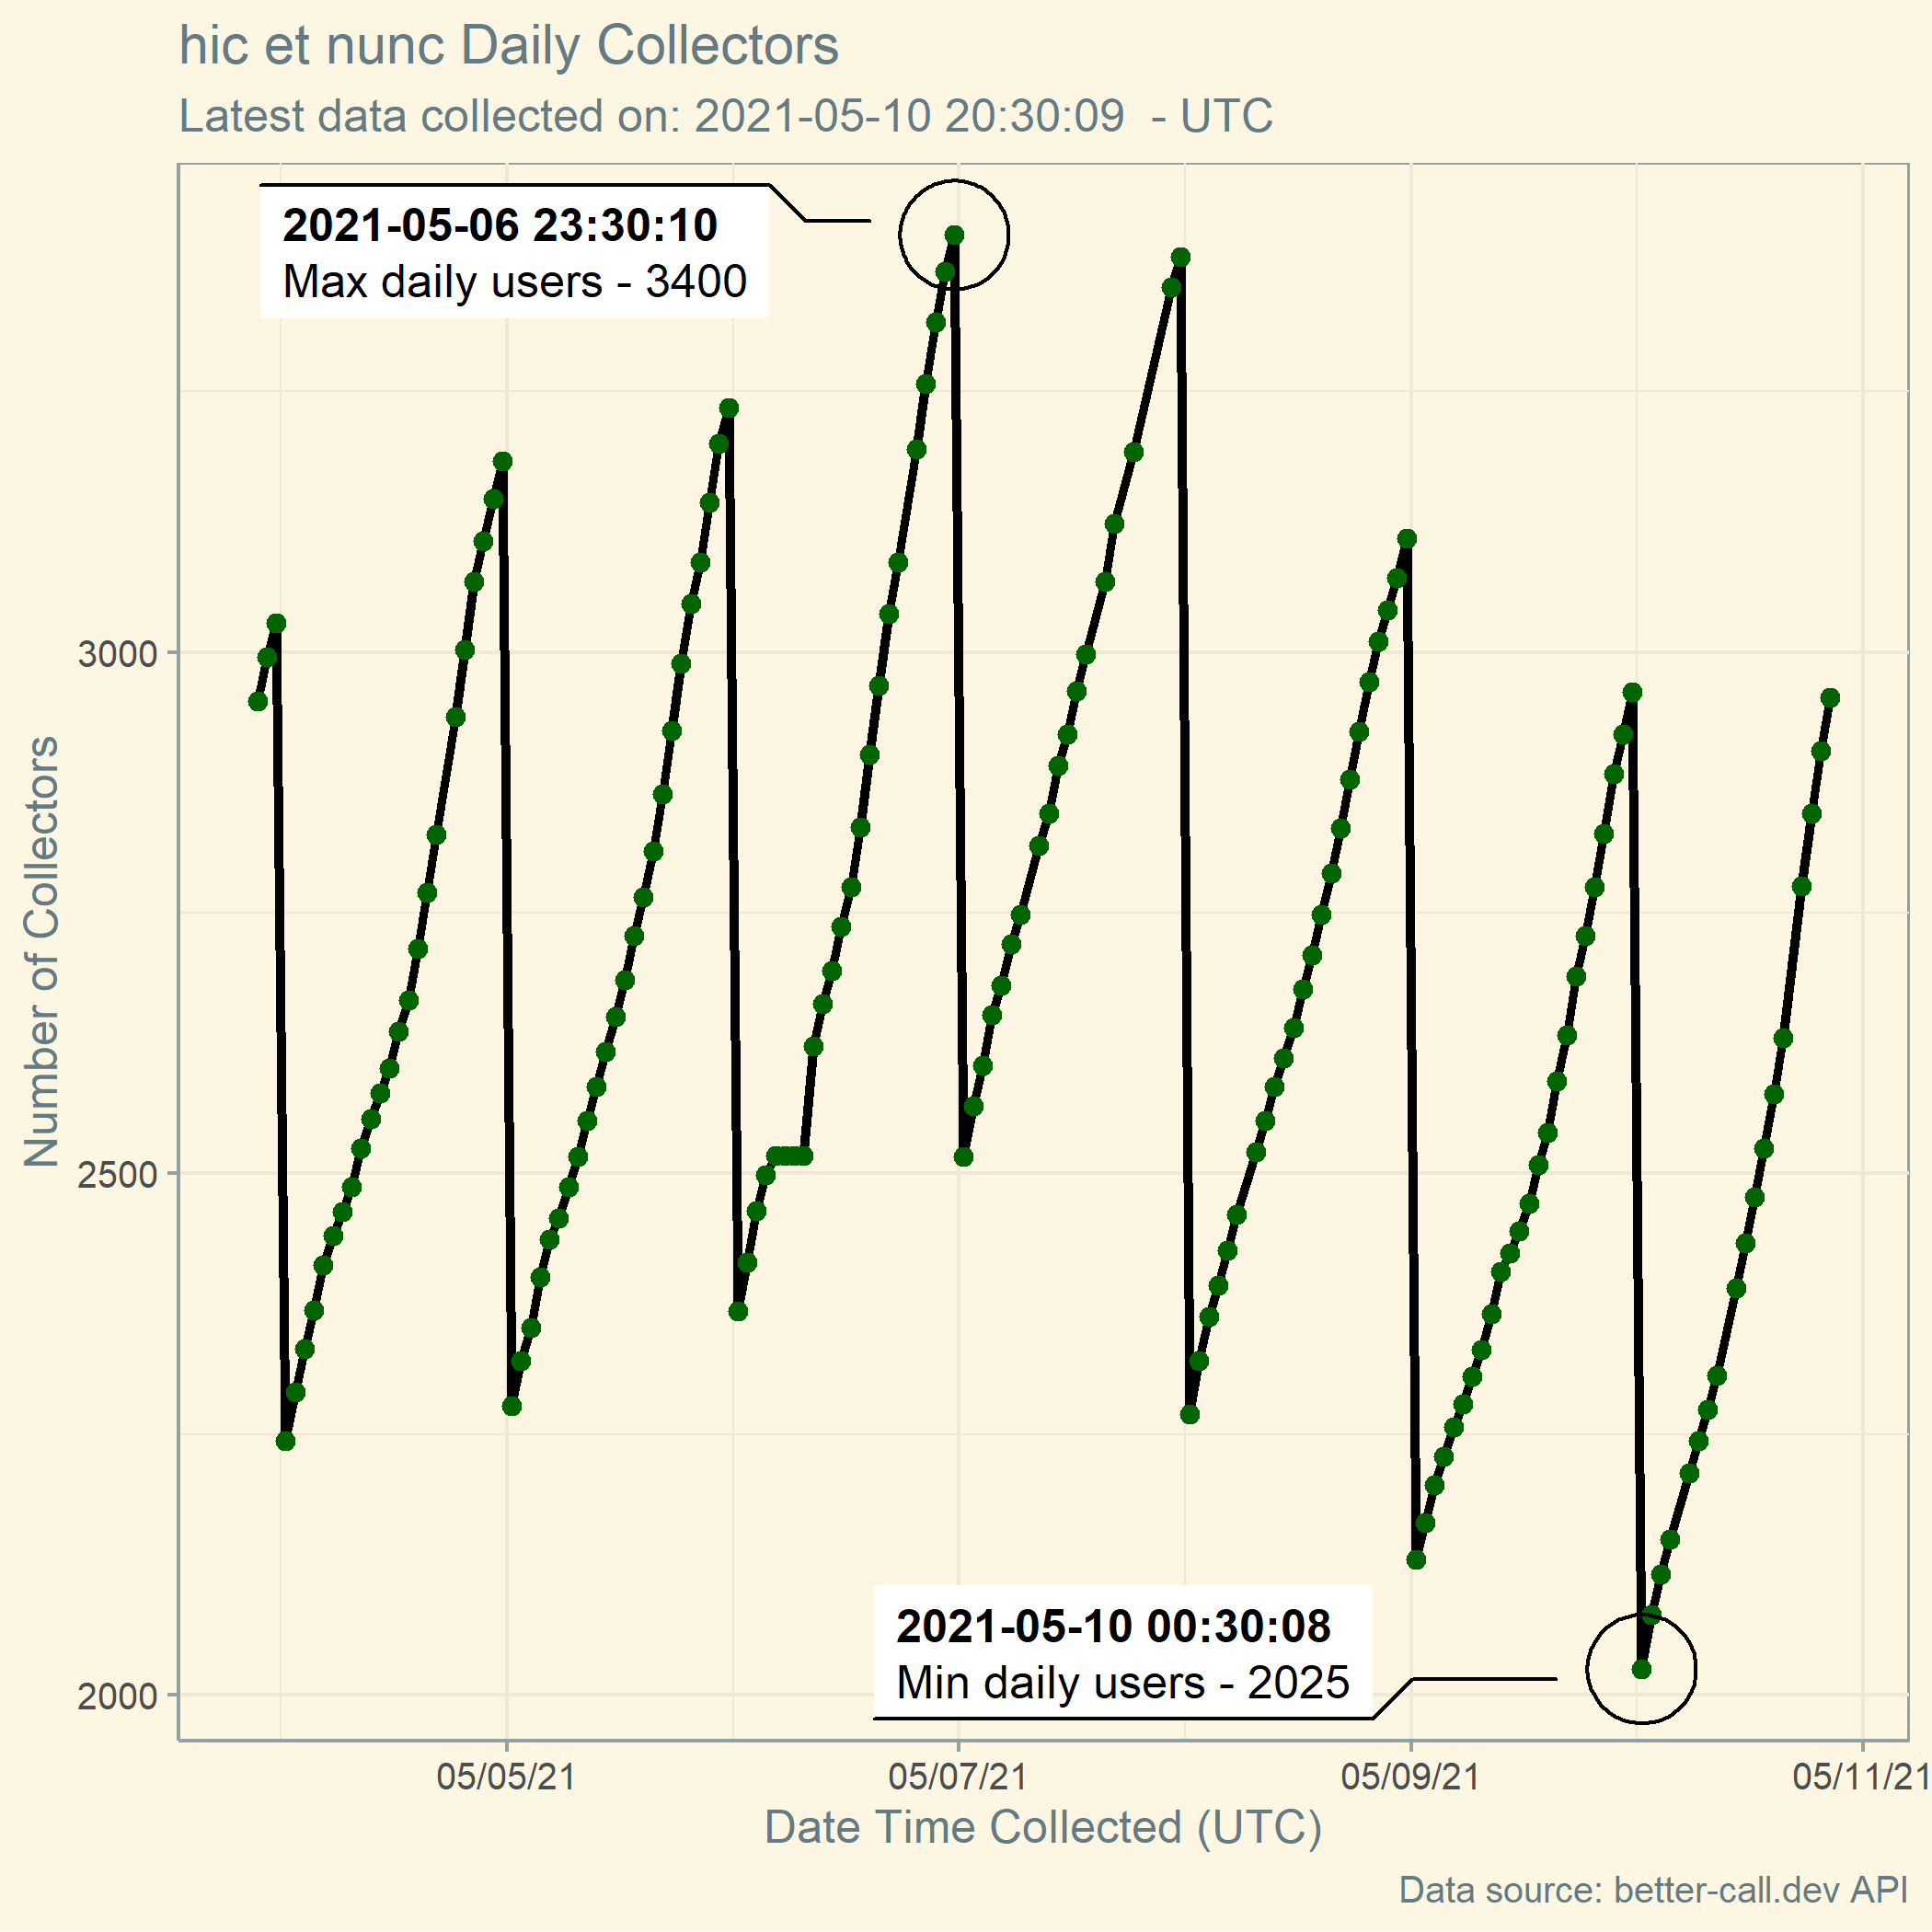 hic et nunc Daily Collectors
Latest data collected on: 2021-05-10 20:30:09  - UTC
2021-05-06 23:30:10
Max daily users - 3400
3000
2500
2000
Number of Collectors
2021-05-10 00:30:08
Min daily users - 2025
05/05/21
05/07/21
05/09/21
05/11/21
Date Time Collected (UTC)
Data source: better-call.dev API